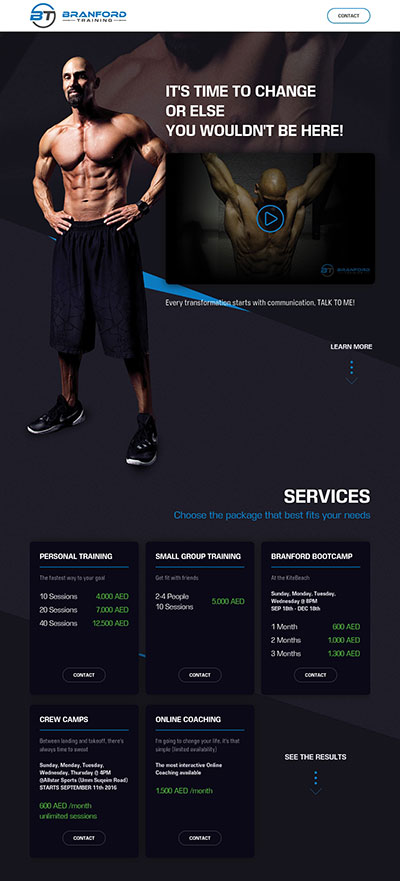 BT BRANFORD
TRAINING
CONTACT
IT'S TIME TO CHANGE
OR ELSE
YOU WOULDN'T BE HERE!
BT BRANFORD
Every transformation starts with communication, TALK TO ME!
LEARN MORE
SERVICES
Choose the package that best fits your needs
PERSONAL TRAINING
The fastest way to your goal
10 Sessions 4.000 AED
20 Sessions 7.000 AED
40 Sessions 12.500 AED
CONTACT
SMALL GROUP TRAINING
Get fit with friends
2-4 People
10 Sessions 5.000 AED
CONTACT
BRANFORD BOOTCAMP
At the KiteBeach
Sunday, Monday, Tuesday,
Wednesday @ 8PM
SEP 18th - DEC 18th
1 Month 600 AED
2 Months 1.000 AED
3 Months 1.300 AED
CONTACT
CREW CAMPS
Between landing and takeoff, there's
always time to sweat
Sunday, Monday, Tuesday,
Wednesday, Thursday @ 4PM
@Allstar Sports (Umm Suqeim Road)
STARTS SEPTEMBER 11th 2016
600 AED /month
unlimited sessions
CONTACT
ONLINE COACHING
I'm going to change your life, it's that
simple (limited availability)
The most interactive Online
Coaching available
1.500 AED /month
CONTACT
SEE THE RESULTS